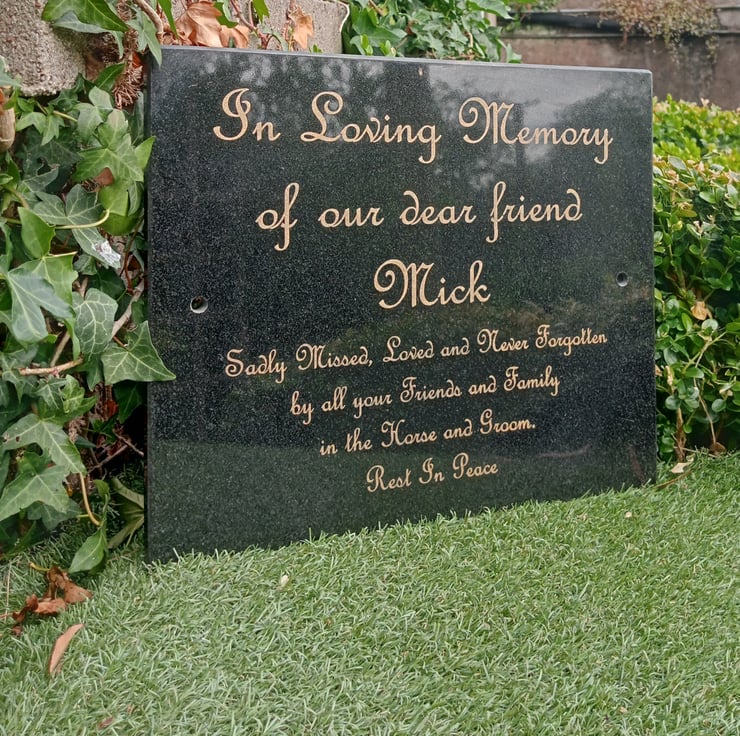 In Loving Memory
of our dear friend
Mick
Sadly Missed, Loved and Never Forgotten
by all your Friends and Family
in the Horse and Groom.
Rest In Peace